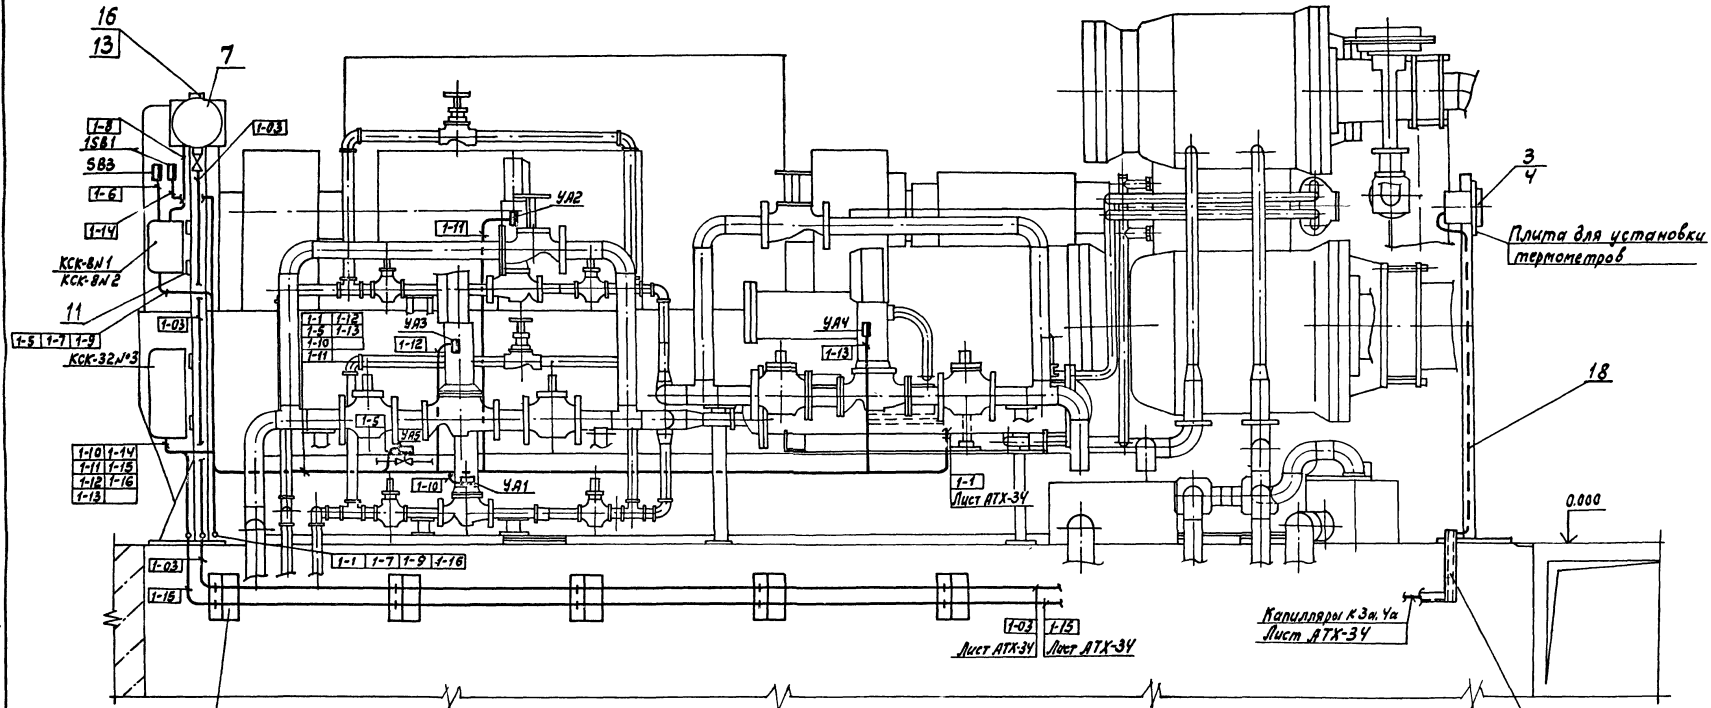 16
13
7
1-8
1SB1
SB3
1-6
1-14
1-03
КСК-8№1
КСК-8№2
11
1-03
1-5 1-7 1-9
КСК-32№3
1-10 1-14
1-11 1-15
1-12 1-16
1-13
1-1 1-12
1-5 1-13
1-10
1-11
УА2
1-11
УА3
1-12
УА4
1-13
1-5
УА5
1-10
УА1
1-1
Лист АТХ-34
3
4
Плита для установки
термометров
18
0.000
1-03
1-15
1-1 1-7 1-9 1-16
1-03 1-15
Лист АТХ-34 Лист АТХ-34
Капилляры к 3а, 4а
Лист АТХ-34